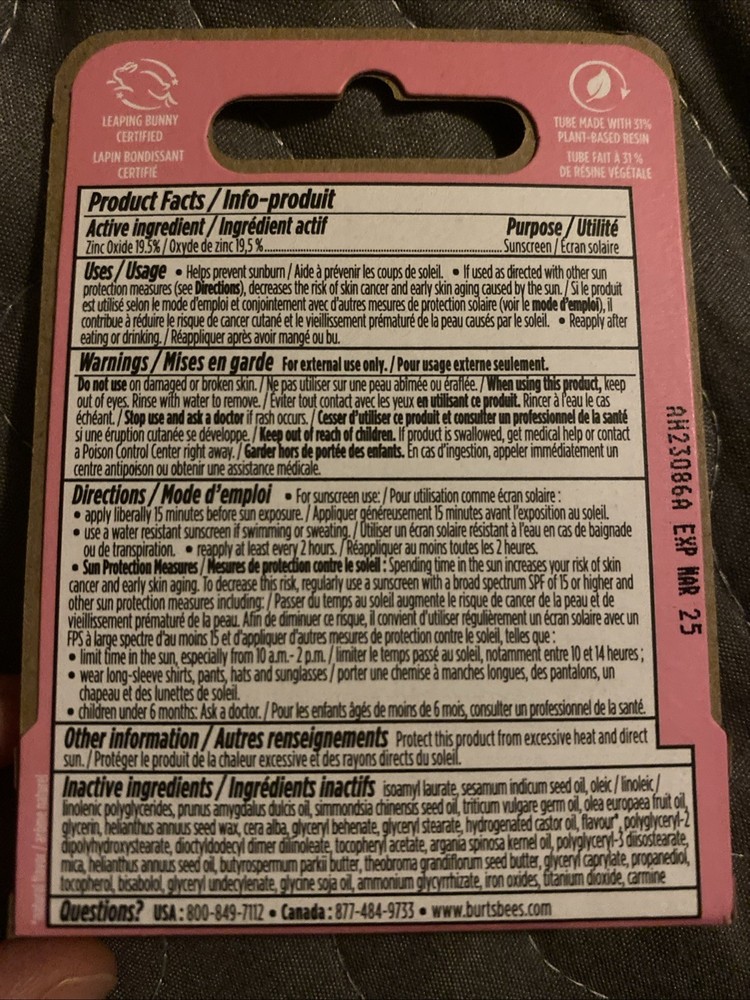 LEAPING BUNNY
CERTIFIED
LAPIN BONDISSANT
CERTIFIÉ
TUBE MADE WITH 31%
PLANT-BASED RESIN
TUBE FAIT À 31 %
DE RÉSINE VÉGÉTALE
Product Facts / Info-produit
Active ingredient / Ingrédient actif Purpose / Utilité
Zinc Oxide 19.5% / Oxyde de zinc 19,5 %................Sunscreen / Écran solaire
Uses / Usage • Helps prevent sunburn / Aide à prévenir les coups de soleil. • If used as directed with other sun
protection measures (see Directions), decreases the risk of skin cancer and early skin aging caused by the sun. / Si le produit
est utilisé selon le mode d'emploi et conjointement avec d'autres mesures de protection solaire (voir le mode d'emploi), il
contribue à réduire le risque de cancer cutané et le vieillissement prématuré de la peau causés par le soleil. • Reapply after
eating or drinking. / Réappliquer après avoir mangé ou bu.
Warnings / Mises en garde For external use only. / Pour usage externe seulement.
Do not use on damaged or broken skin. / Ne pas utiliser sur une peau abîmée ou éraflée. / When using this product, keep
out of eyes. Rinse with water to remove. / Éviter tout contact avec les yeux en utilisant ce produit. Rincer à l'eau le cas
échéant. / Stop use and ask a doctor if rash occurs. / Cesser d'utiliser ce produit et consulter un professionnel de la santé
si une éruption cutanée se développe. / Keep out of reach of children. If product is swallowed, get medical help or contact
a Poison Control Center right away. / Garder hors de portée des enfants. En cas d'ingestion, appeler immédiatement un
centre antipoison ou obtenir une assistance médicale.
Directions / Mode d'emploi • For sunscreen use: / Pour utilisation comme écran solaire :
• apply liberally 15 minutes before sun exposure. / Appliquer généreusement 15 minutes avant l'exposition au soleil.
• use a water resistant sunscreen if swimming or sweating. / Utiliser un écran solaire résistant à l'eau en cas de baignade
ou de transpiration. • reapply at least every 2 hours. / Réappliquer au moins toutes les 2 heures.
• Sun Protection Measures / Mesures de protection contre le soleil : Spending time in the sun increases your risk of skin
cancer and early skin aging. To decrease this risk, regularly use a sunscreen with a broad spectrum SPF of 15 or higher and
other sun protection measures including: / Passer du temps au soleil augmente le risque de cancer de la peau et de
vieillissement prématuré de la peau. Afin de diminuer ce risque, il convient d'utiliser régulièrement un écran solaire avec un
FPS à large spectre d'au moins 15 et d'appliquer d'autres mesures de protection contre le soleil, telles que :
• limit time in the sun, especially from 10 a.m.- 2 p.m. / limiter le temps passé au soleil, notamment entre 10 et 14 heures ;
• wear long-sleeve shirts, pants, hats and sunglasses / porter une chemise à manches longues, des pantalons, un
chapeau et des lunettes de soleil.
• children under 6 months: Ask a doctor. / Pour les enfants âgés de moins de 6 mois, consulter un professionnel de la santé.
Other information / Autres renseignements Protect this product from excessive heat and direct
sun. / Protéger le produit de la chaleur excessive et des rayons directs du soleil.
Inactive ingredients / Ingrédients inactifs isoamyl laurate, sesamum indicum seed oil, oleic / linoleic /
linolenic polyglycerides, prunus amygdalus dulcis oil, simmondsia chinensis seed oil, triticum vulgare germ oil, olea europaea fruit oil,
glycerin, helianthus annuus seed wax, cera alba, glyceryl behenate, glyceryl stearate, hydrogenated castor oil, flavour*, polyglyceryl-2
dipolyhydroxystearate, dioctyldodecyl dimer dilinoleate, tocopheryl acetate, argania spinosa kernel oil, polyglyceryl-3 diisostearate,
mica, helianthus annuus seed oil, butyrospermum parkii butter, theobroma grandiflorum seed butter, glyceryl caprylate, propanediol,
tocopherol, bisabolol, glyceryl undecylenate, glycine soja oil, ammonium glycyrrhizate, iron oxides, titanium dioxide, carmine
Questions? USA : 800-849-7112 • Canada : 877-484-9733 • www.burtsbees.com
AH23086A EXP MAR 25
flavor / arôme naturel